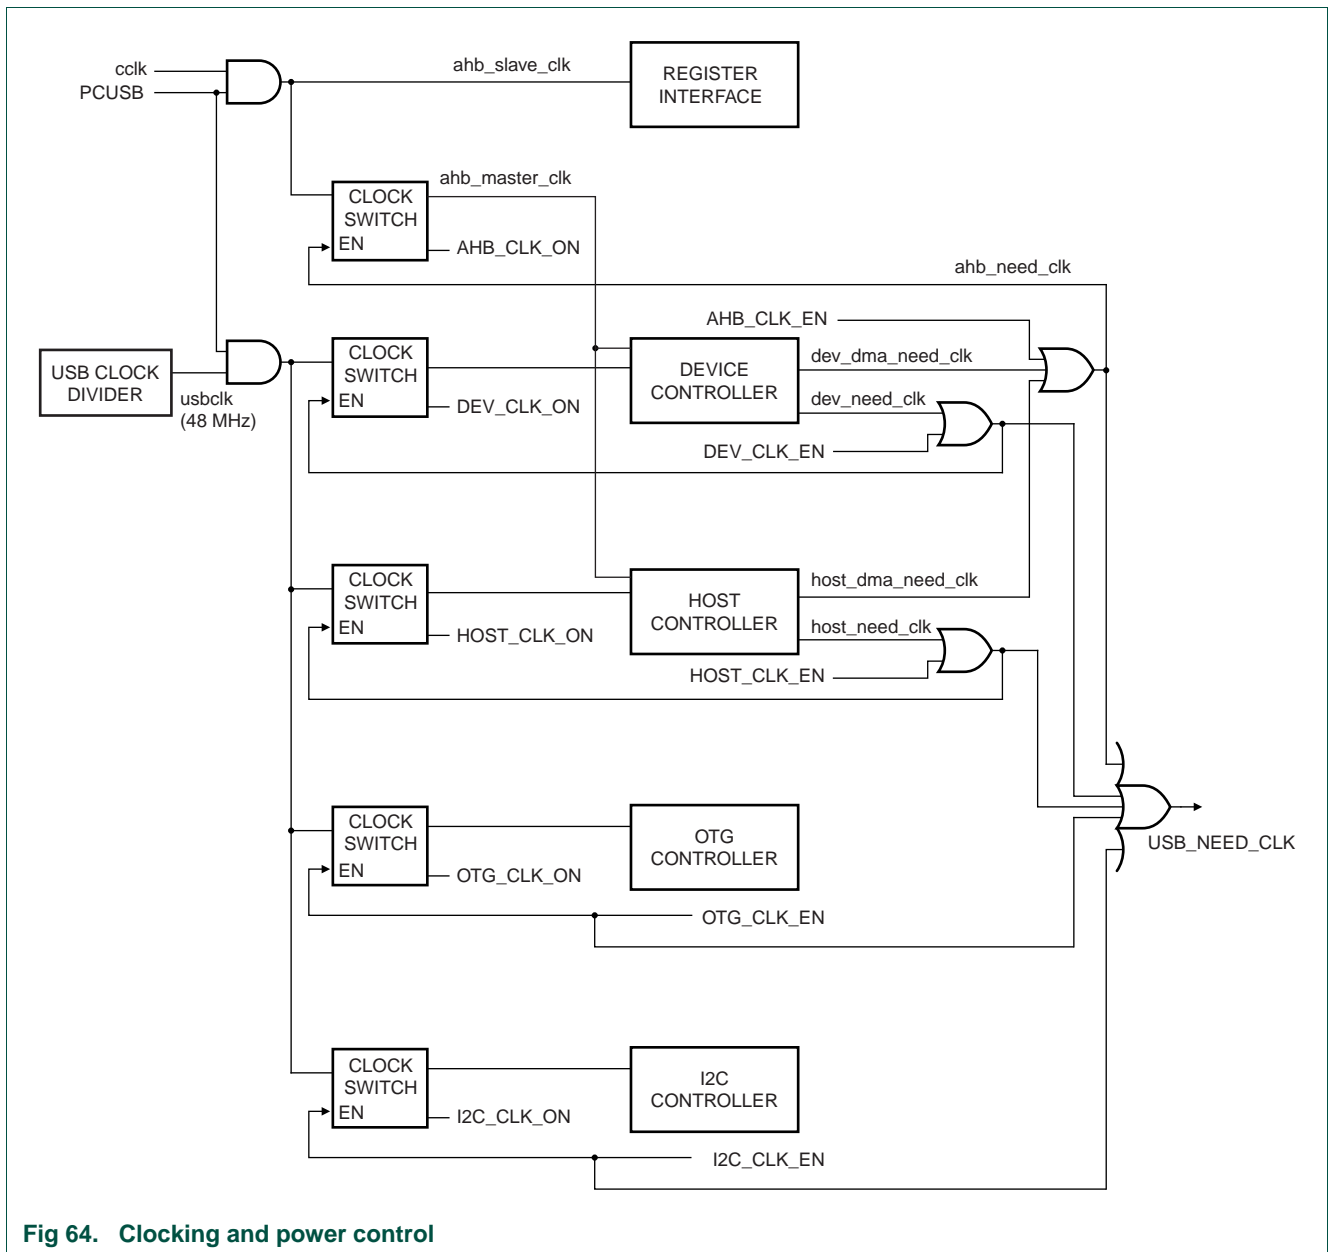 cclk
PCUSB
ahb_slave_clk
REGISTER
INTERFACE
CLOCK
SWITCH
EN
ahb_master_clk
AHB_CLK_ON
ahb_need_clk
AHB_CLK_EN
USB CLOCK
DIVIDER
usbclk
(48 MHz)
CLOCK
SWITCH
EN
DEV_CLK_ON
DEVICE
CONTROLLER
dev_dma_need_clk
dev_need_clk
DEV_CLK_EN
CLOCK
SWITCH
EN
HOST_CLK_ON
HOST
CONTROLLER
host_dma_need_clk
host_need_clk
HOST_CLK_EN
CLOCK
SWITCH
EN
OTG_CLK_ON
OTG
CONTROLLER
OTG_CLK_EN
USB_NEED_CLK
CLOCK
SWITCH
EN
I2C_CLK_ON
I2C
CONTROLLER
I2C_CLK_EN
Fig 64. Clocking and power control